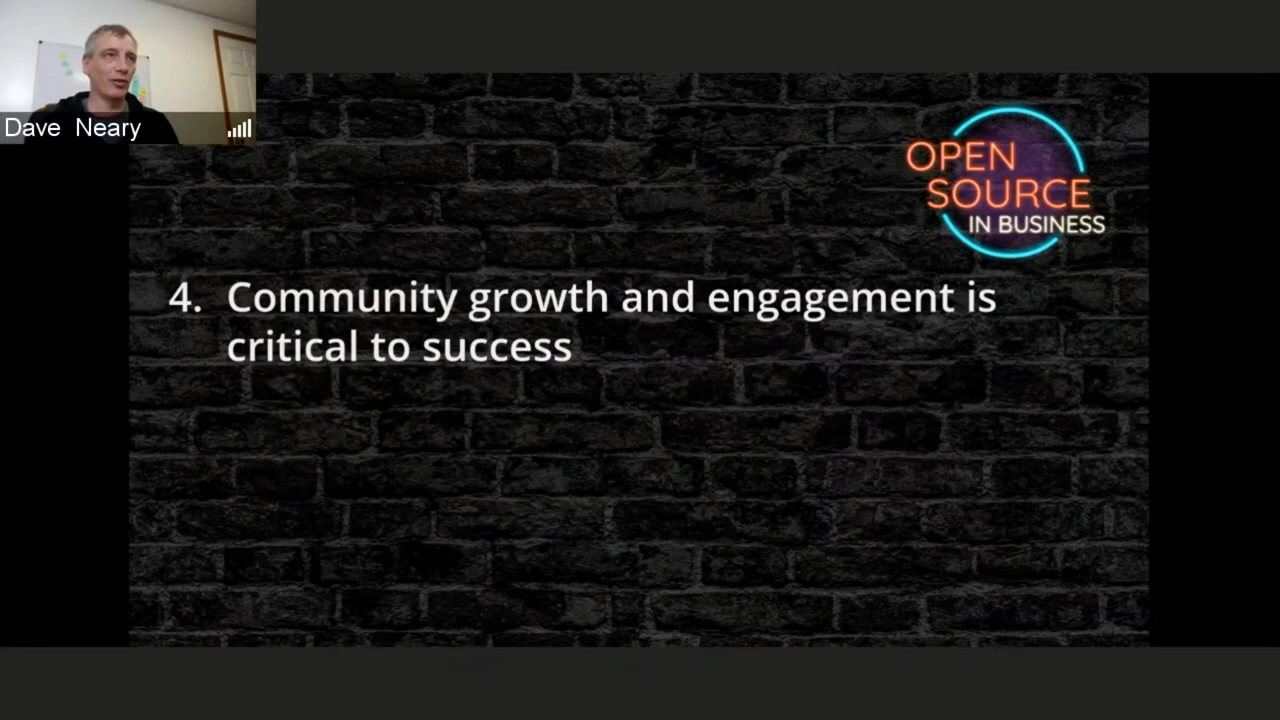 Dave Neary
OPEN
SOURCE
IN BUSINESS
4. Community growth and engagement is
critical to success